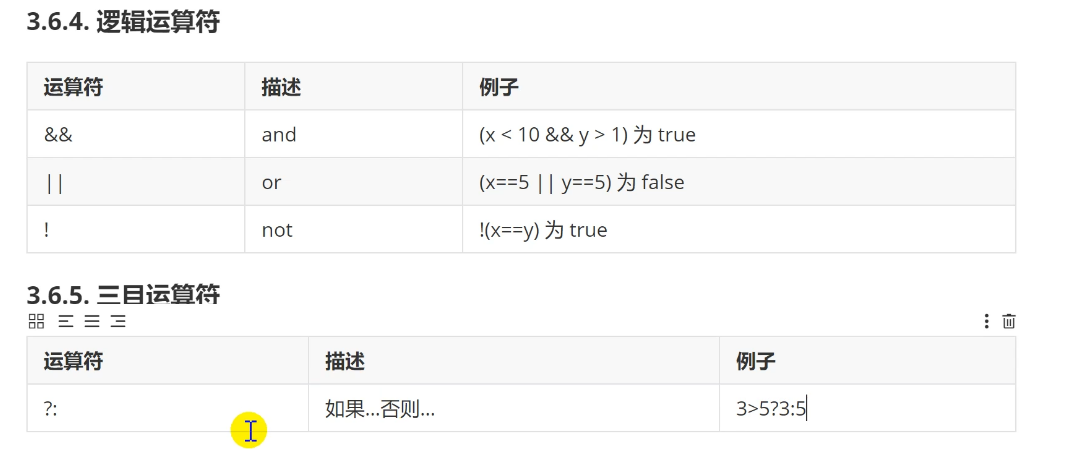 3.6.4. 逻辑运算符
运算符 描述 例子
&& and (x < 10 && y > 1) 为 true
|| or (x==5 || y==5) 为 false
! not !(x==y) 为 true
3.6.5. 三目运算符
运算符 描述 例子
?: 如果...否则... 3>5?3:5